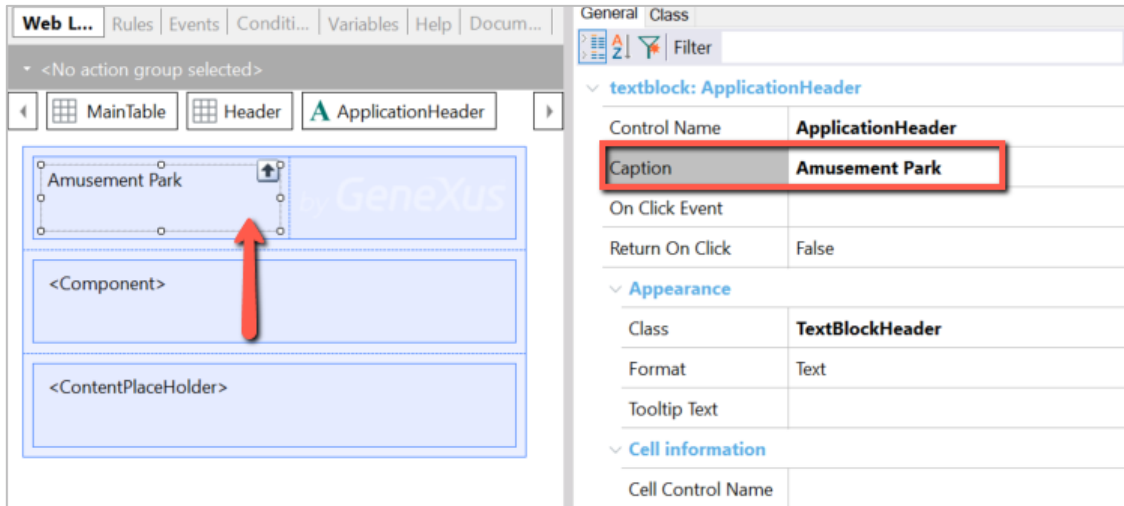 Web L... Rules Events Conditi... Variables Help Docum...
<No action group selected>
MainTable Header A ApplicationHeader
Amusement Park
by GeneXus
<Component>
<ContentPlaceHolder>
General Class
A Z Filter
textblock: ApplicationHeader
Control Name ApplicationHeader
Caption Amusement Park
On Click Event
Return On Click False
Appearance
Class TextBlockHeader
Format Text
Tooltip Text
Cell information
Cell Control Name